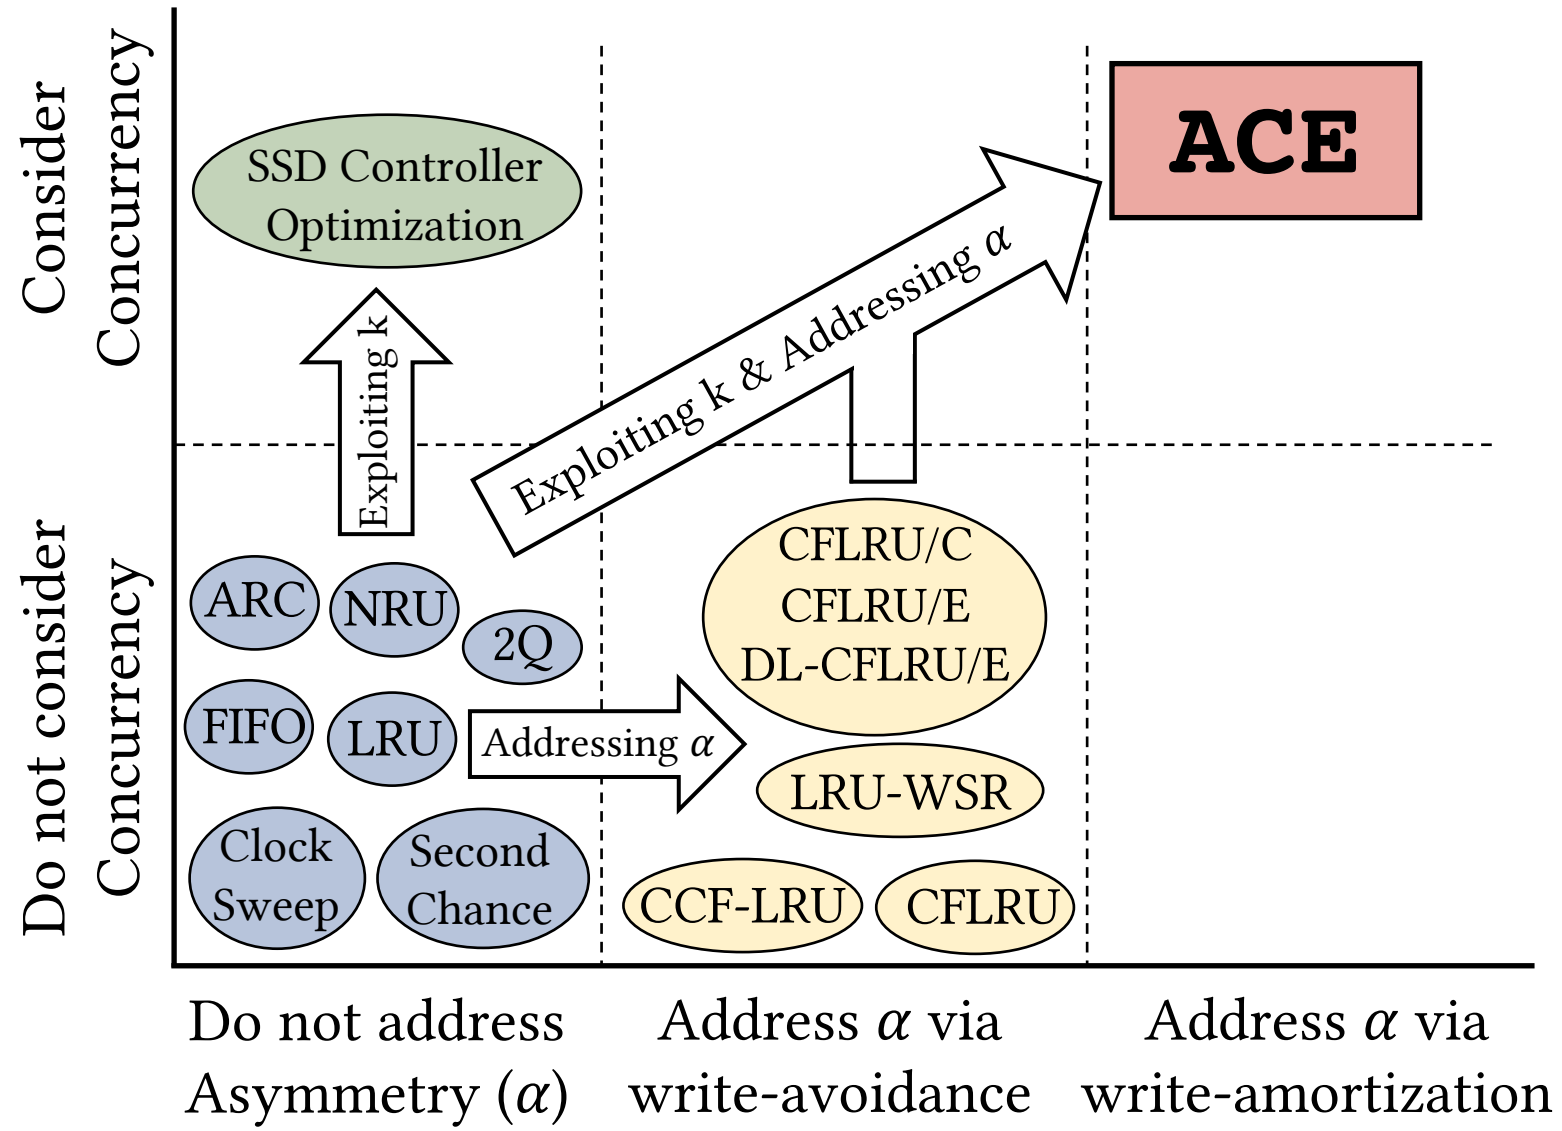 Consider
Concurrency
Do not consider
Concurrency
SSD Controller
Optimization
ACE
Exploiting k
Exploiting k & Addressing α
ARC
NRU
2Q
FIFO
LRU
Addressing α
Clock
Sweep
Second
Chance
CFLRU/C
CFLRU/E
DL-CFLRU/E
LRU-WSR
CCF-LRU
CFLRU
Do not address
Asymmetry (α)
Address α via
write-avoidance
Address α via
write-amortization